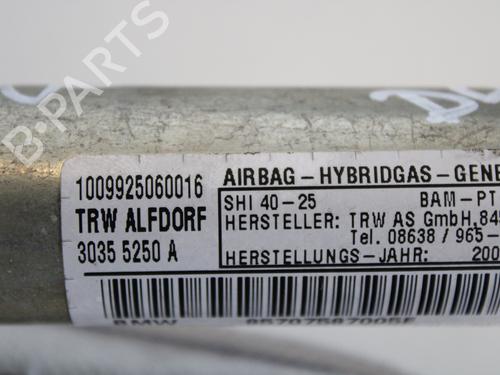 B-PARTS
1009925060016
TRW ALFDORF
3035 5250 A
AIRBAG-HYBRIDGAS-GENE
SHI 40-25 BAM-PT
HERSTELLER: TRW AS GmbH.845
Tel. 08638 / 965-
HERSTELLUNGS-JAHR: 200
BMW